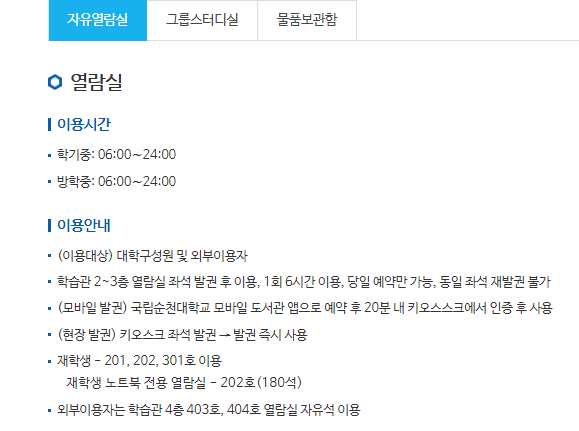 자유열람실
그룹스터디실
물품보관함
열람실
이용시간
학기중: 06:00~24:00
방학중: 06:00~24:00
이용안내
(이용대상) 대학구성원 및 외부이용자
학습관 2~3층 열람실 좌석 발권 후 이용, 1회 6시간 이용, 당일 예약만 가능, 동일 좌석 재발권 불가
(모바일 발권) 국립순천대학교 모바일 도서관 앱으로 예약 후 20분 내 키오스스크에서 인증 후 사용
(현장 발권) 키오스크 좌석 발권 → 발권 즉시 사용
재학생 - 201, 202, 301호 이용
재학생 노트북 전용 열람실 - 202호(180석)
외부이용자는 학습관 4층 403호, 404호 열람실 자유석 이용